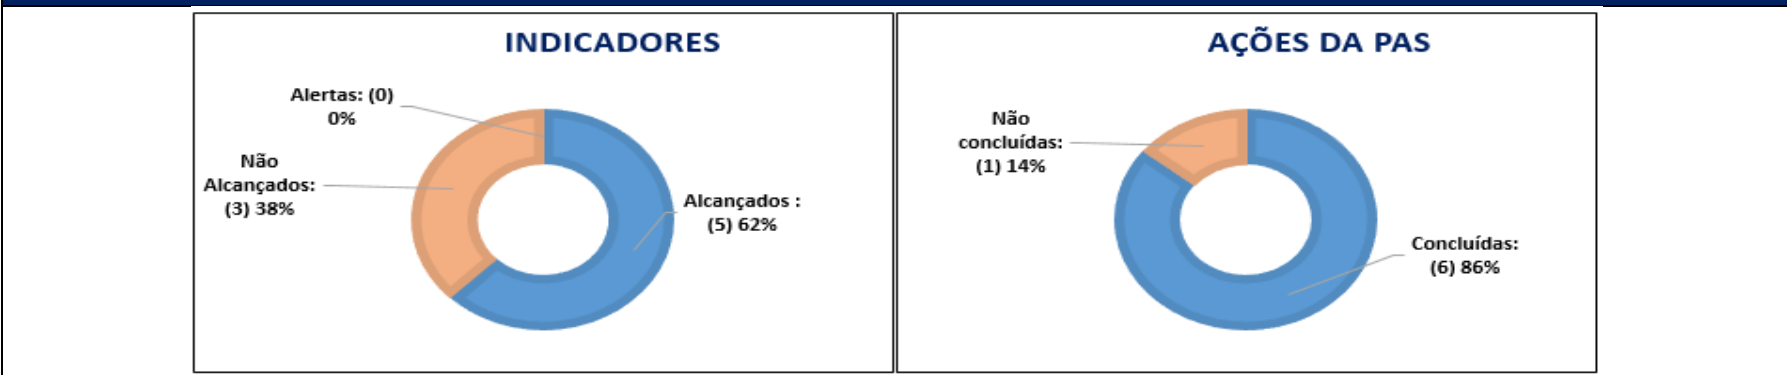 INDICADORES
Alertas: (0)
0%
Não
Alcançados:
(3) 38%
Alcançados :
(5) 62%
AÇÕES DA PAS
Não
concluídas:
(1) 14%
Concluídas:
(6) 86%